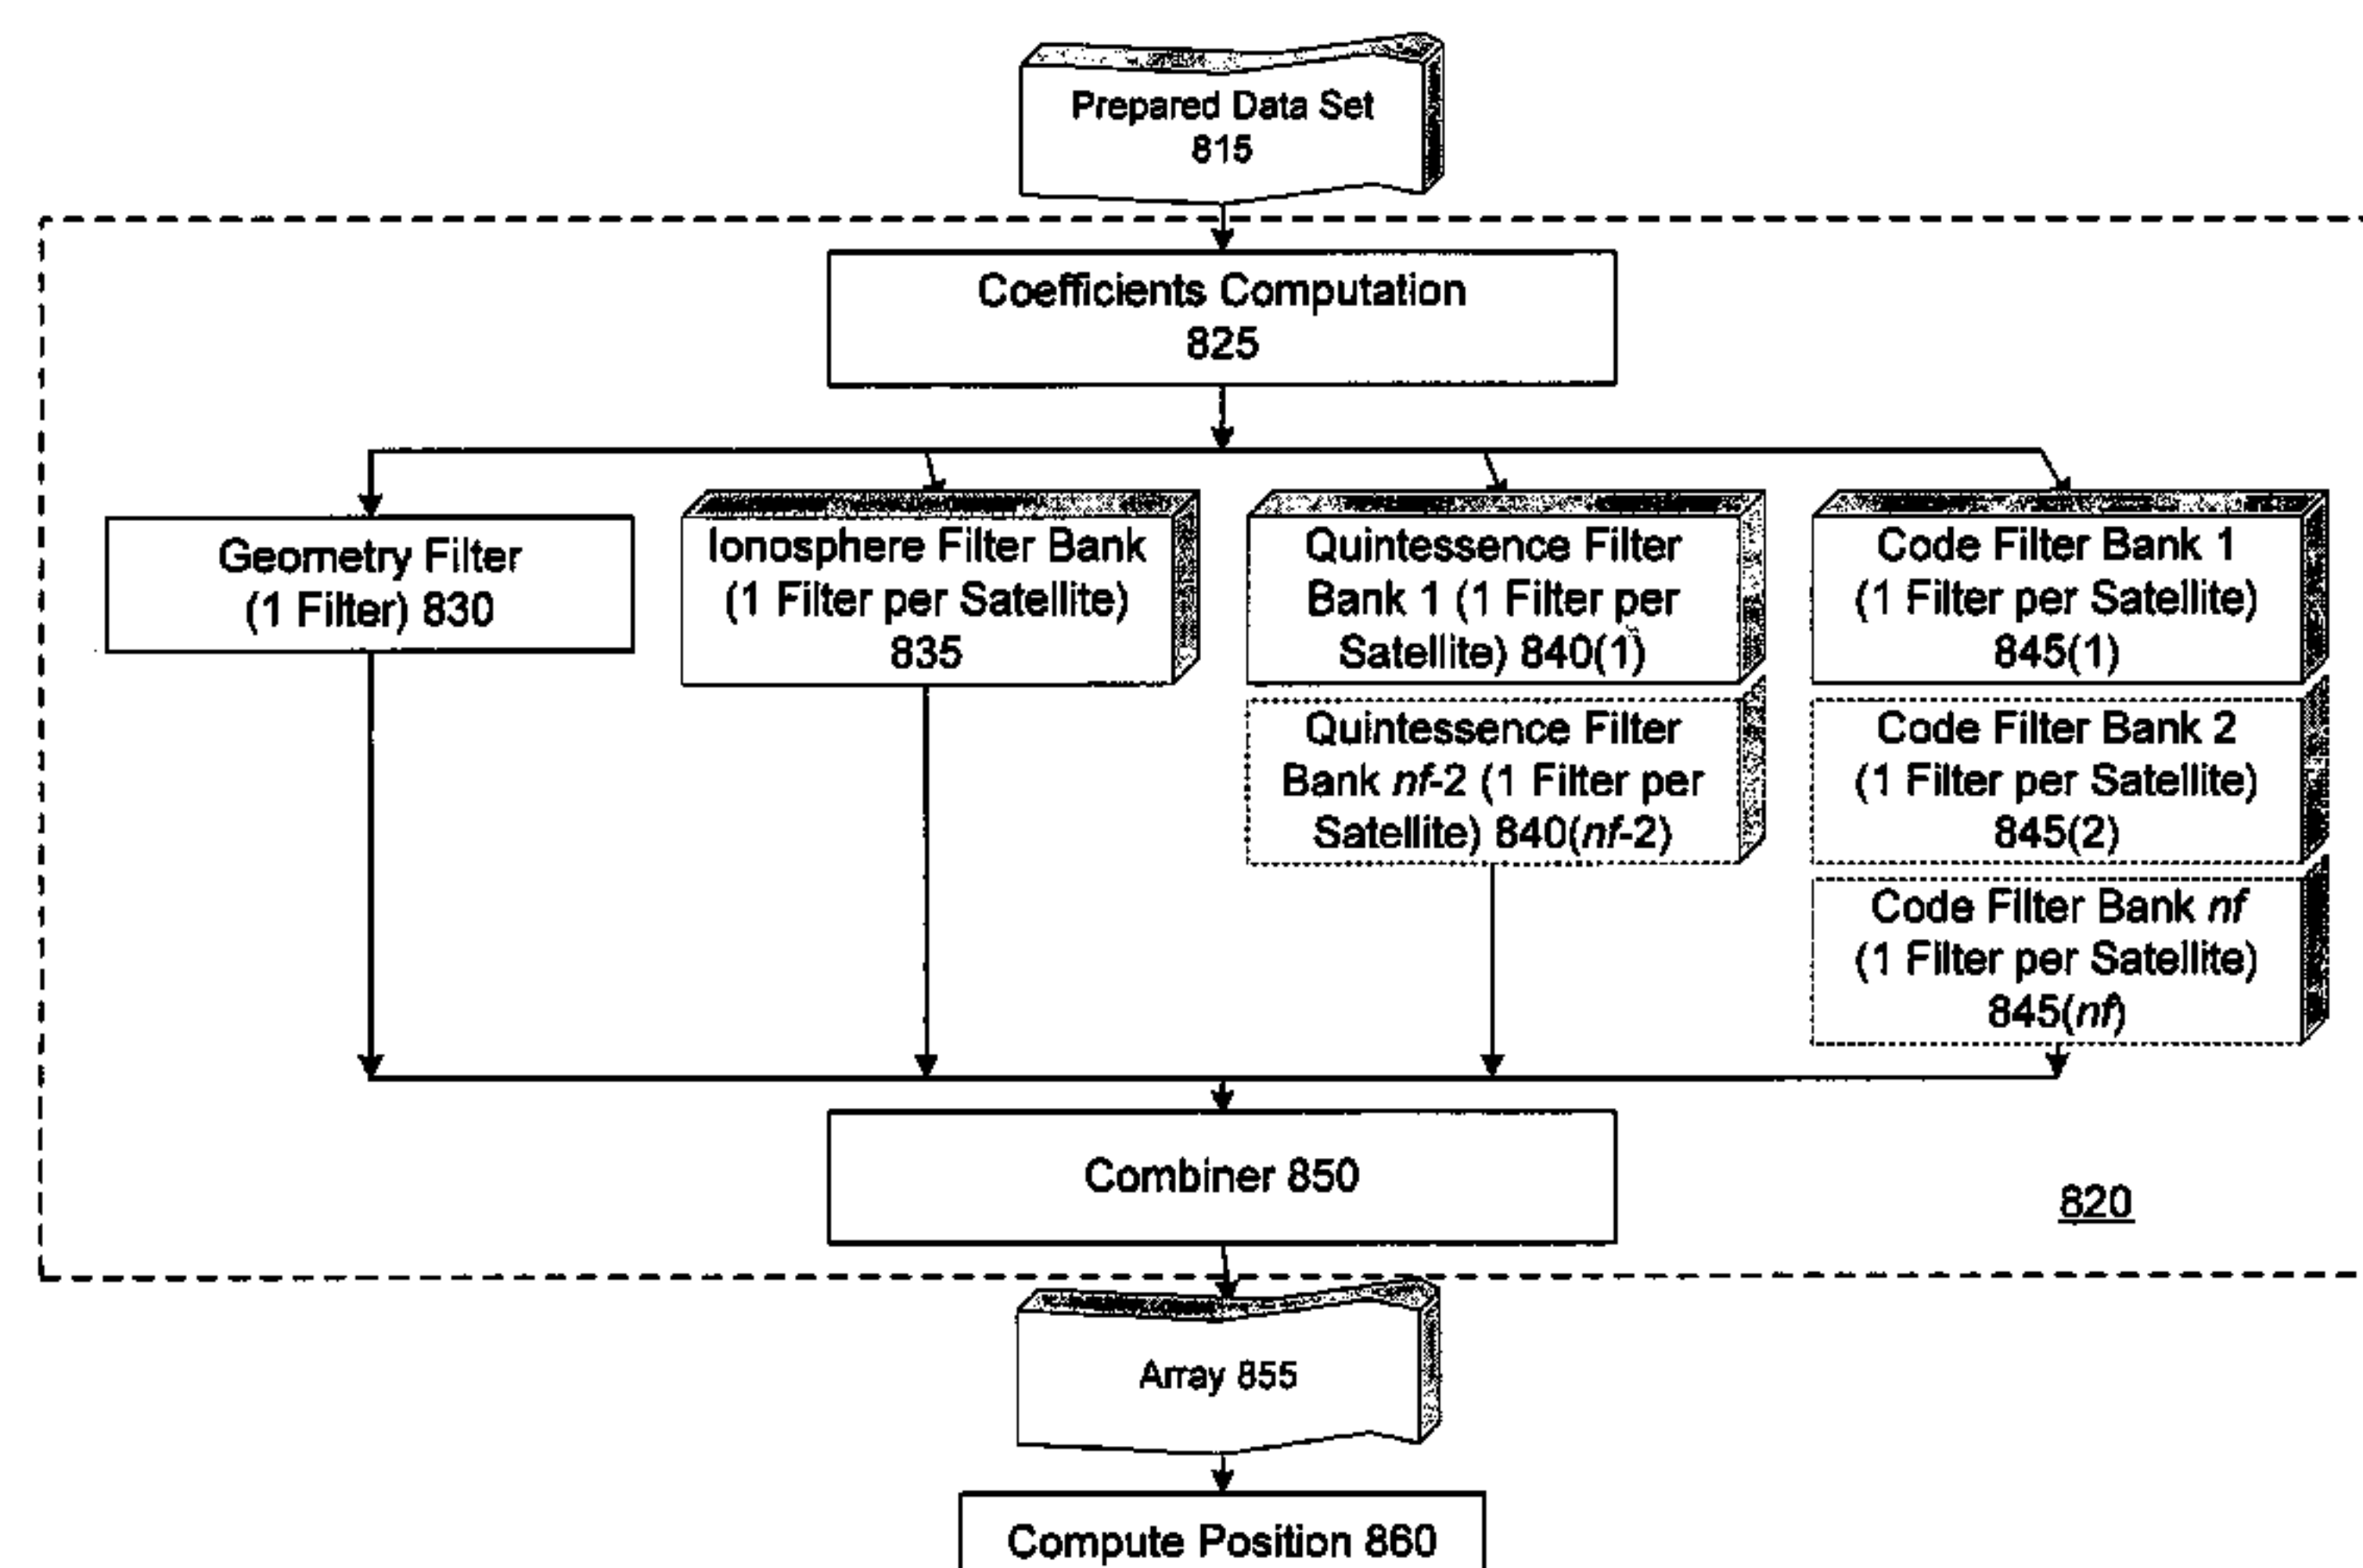 Prepared Data Set
815
Coefficients Computation
825
Geometry Filter
(1 Filter) 830
Ionosphere Filter Bank
(1 Filter per Satellite)
835
Quintessence Filter
Bank 1 (1 Filter per
Satellite) 840(1)
Quintessence Filter
Bank nf-2 (1 Filter per
Satellite) 840(nf-2)
Code Filter Bank 1
(1 Filter per Satellite)
845(1)
Code Filter Bank 2
(1 Filter per Satellite)
845(2)
Code Filter Bank nf
(1 Filter per Satellite)
845(nf)
Combiner 850
820
Array 855
Compute Position 860